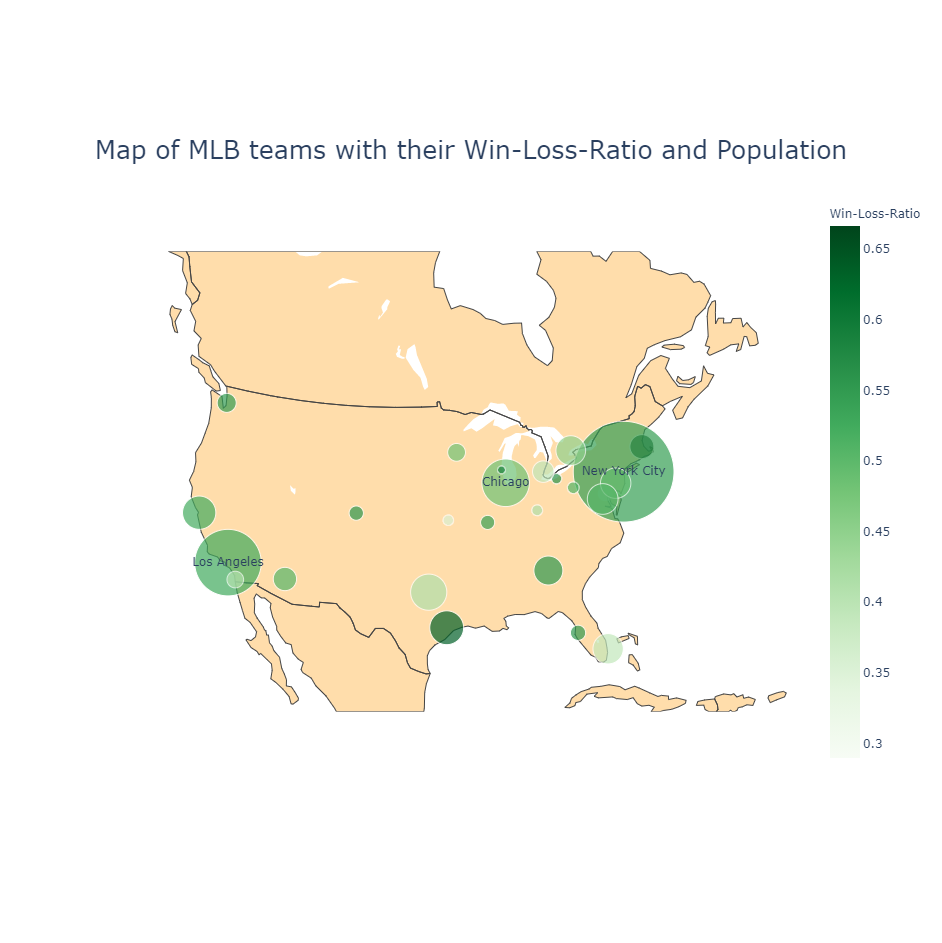 Map of MLB teams with their Win-Loss-Ratio and Population
Win-Loss-Ratio
0.65
0.6
0.55
0.5
0.45
0.4
0.35
0.3
New York City
Chicago
Los Angeles